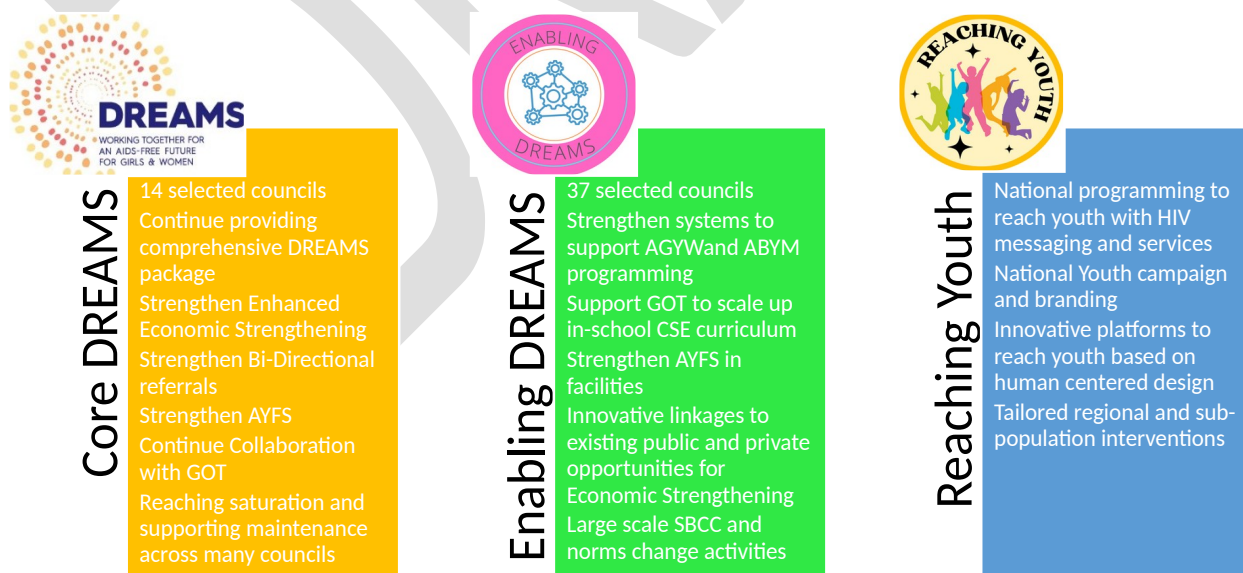 DREAMS
WORKING TOGETHER FOR
AN AIDS-FREE FUTURE
FOR GIRLS & WOMEN
Core DREAMS
14 selected councils
Continue providing
comprehensive DREAMS
package
Strengthen Enhanced
Economic Strengthening
Strengthen Bi-Directional
referrals
Strengthen AYFS
Continue Collaboration
with GOT
Reaching saturation and
supporting maintenance
across many councils
ENABLING
DREAMS
Enabling DREAMS
37 selected councils
Strengthen systems to
support AGYWand ABYM
programming
Support GOT to scale up
in-school CSE curriculum
Strengthen AYFS in
facilities
Innovative linkages to
existing public and private
opportunities for
Economic Strengthening
Large scale SBCC and
norms change activities
REACHING YOUTH
Reaching Youth
National programming to
reach youth with HIV
messaging and services
National Youth campaign
and branding
Innovative platforms to
reach youth based on
human centered design
Tailored regional and sub-
population interventions